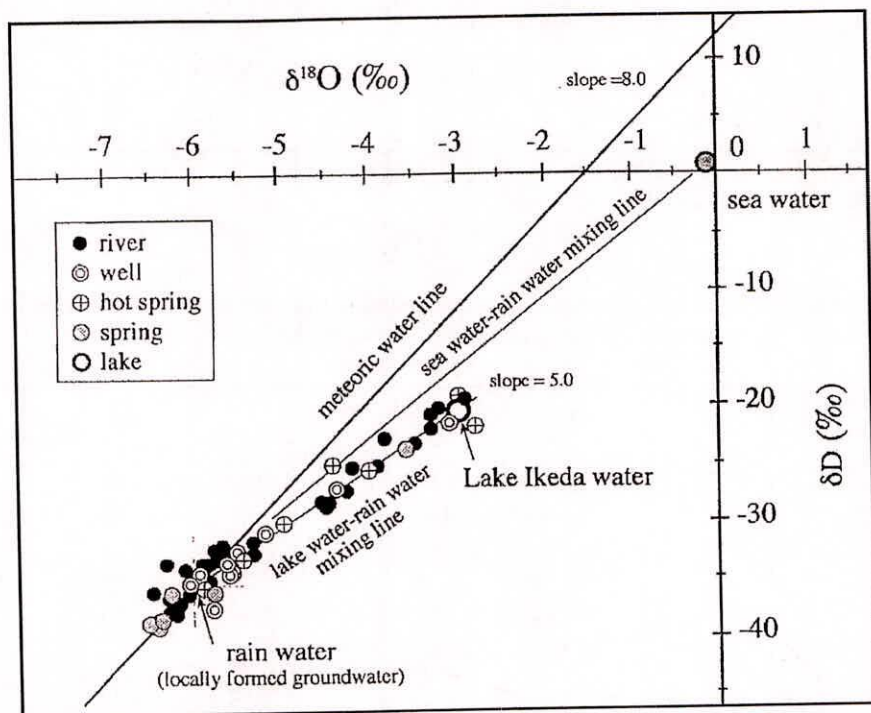 δ¹⁸O (‰)
slope =8.0
10
-7 -6 -5 -4 -3 -2 -1 0 1
sea water
river
well
hot spring
spring
lake
meteoric water line
sea water-rain water mixing line
-10
-20
slope = 5.0
δD (‰)
Lake Ikeda water
lake water-rain water
mixing line
-30
rain water
(locally formed groundwater)
-40